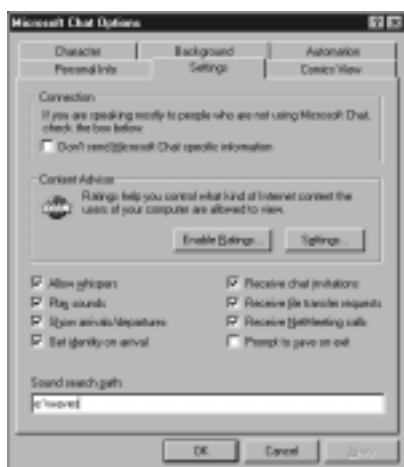 Microsoft Chat Options
Character Background Automation
Personal Info Settings Comics View
Connection
If you are speaking mostly to people who are not using Microsoft Chat,
check the box below:
Don't send Microsoft Chat specific information
Content Advisor
Ratings help you control what kind of Internet content the
users of your computer are allowed to view.
Enable Ratings... Settings...
Allow whispers Receive chat invitations
Play sounds Receive file transfer requests
Show arrivals/departures Receive NetMeeting calls
Get identity on arrival Prompt to save on exit
Sound search path:
OK Cancel Apply